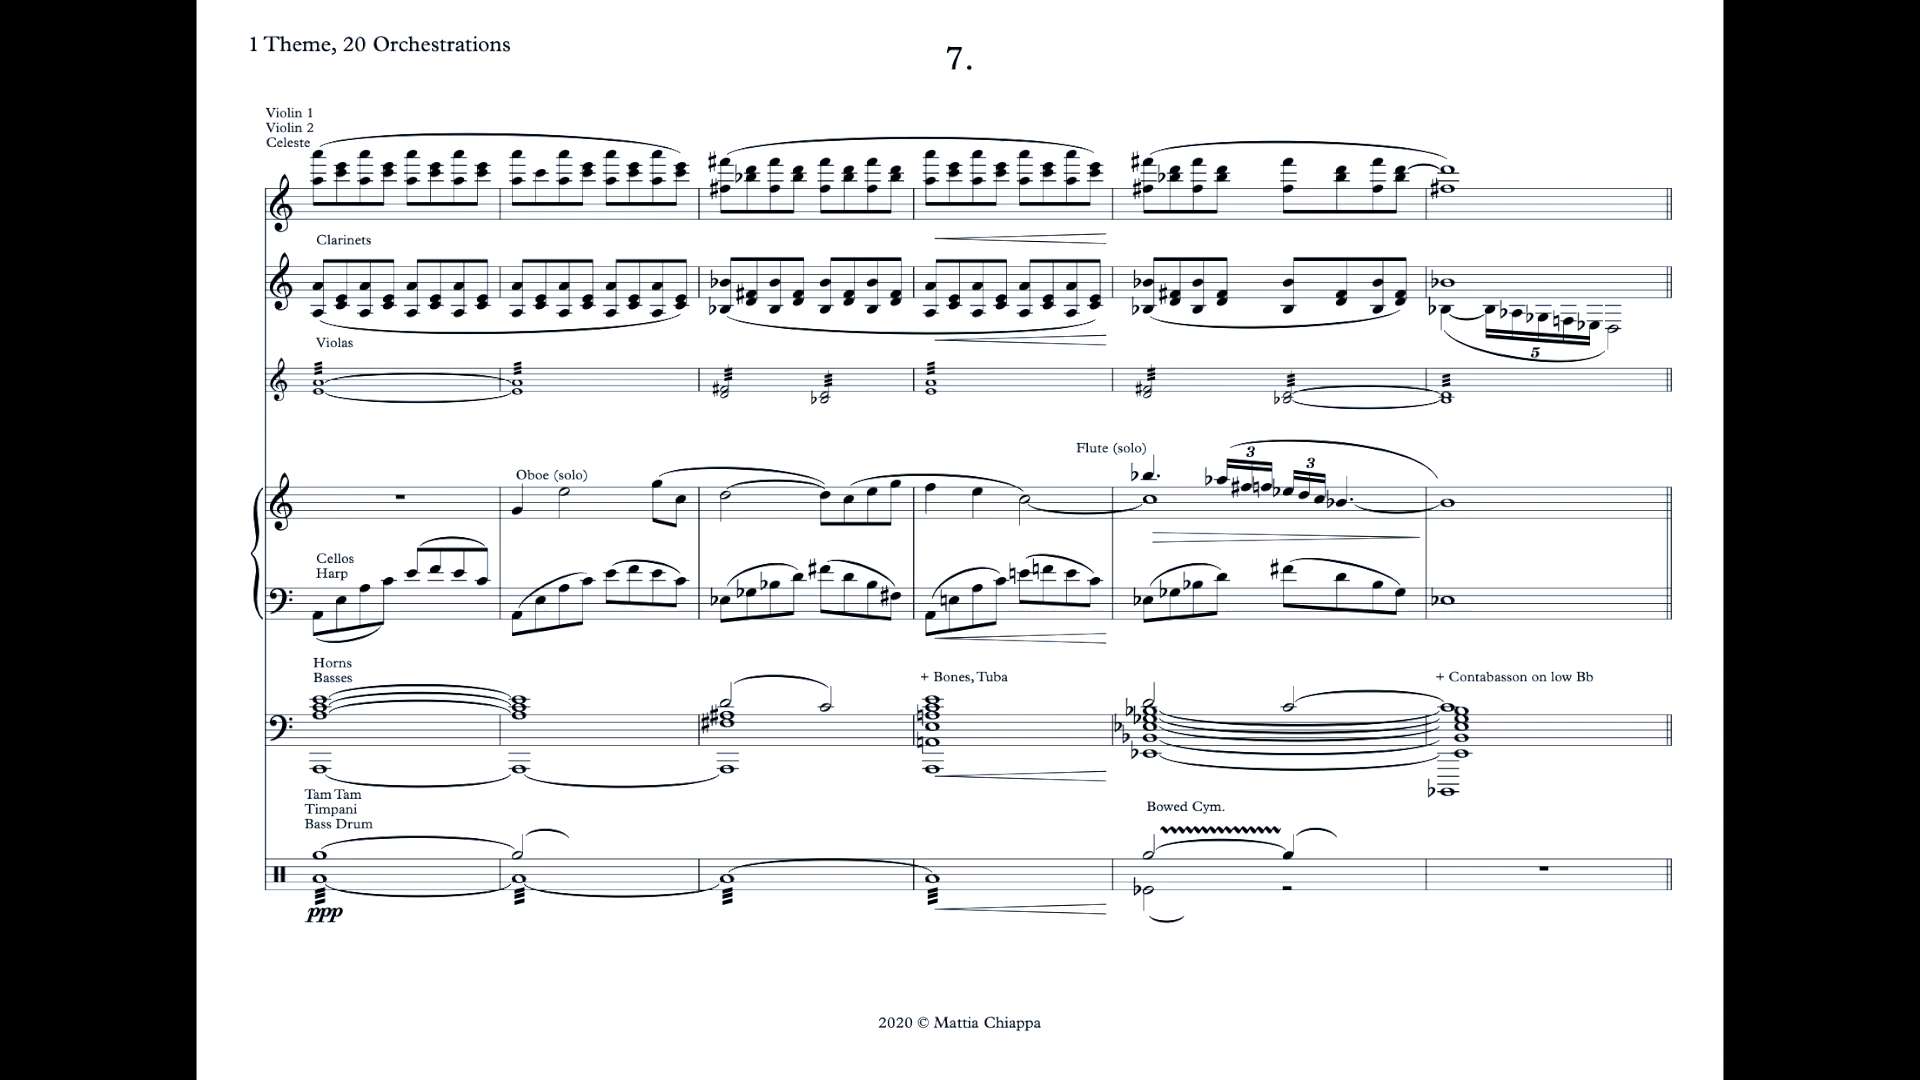 1 Theme, 20 Orchestrations
7.
Violin 1
Violin 2
Celeste
Clarinets
5
Violas
Flute (solo)
3
3
Oboe (solo)
Cellos
Harp
Horns
Basses
+ Bones, Tuba
+ Contabasson on low Bb
Tam Tam
Timpani
Bass Drum
Bowed Cym.
ppp
2020 © Mattia Chiappa